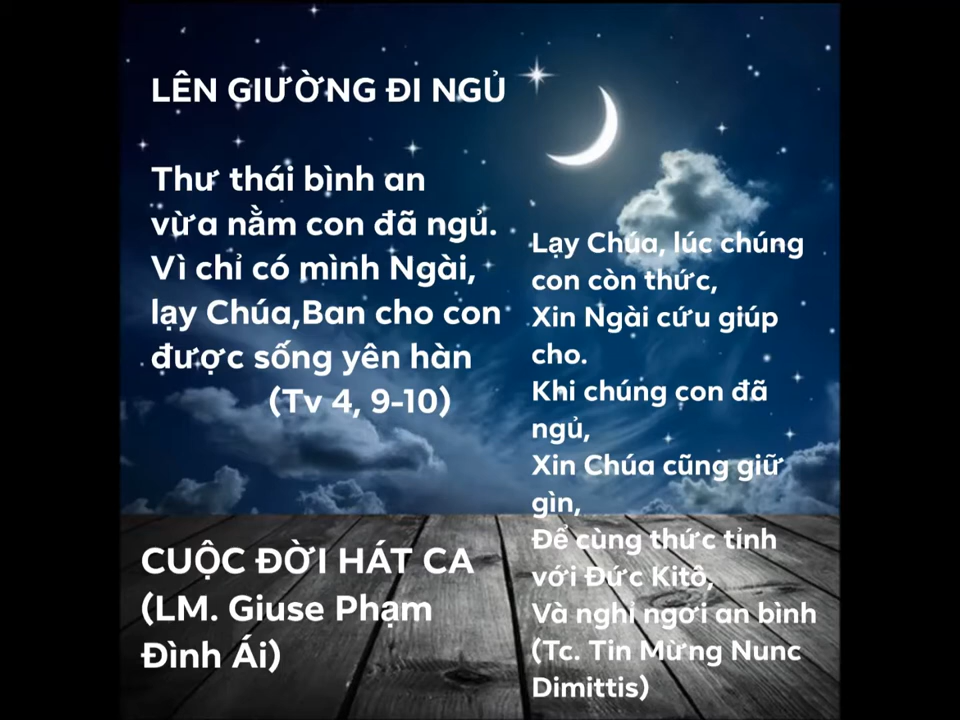 LÊN GIƯỜNG ĐI NGỦ
Thư thái bình an
vừa nằm con đã ngủ.
Vì chỉ có mình Ngài,
lạy Chúa,Ban cho con
được sống yên hàn
(Tv 4, 9-10)
CUỘC ĐỜI HÁT CA
(LM. Giuse Phạm
Đình Ái)
Lạy Chúa, lúc chúng
con còn thức,
Xin Ngài cứu giúp
cho.
Khi chúng con đã
ngủ,
Xin Chúa cũng giữ
gìn,
Để cùng thức tỉnh
với Đức Kitô,
Và nghỉ ngơi an bình
(Tc. Tin Mừng Nunc
Dimittis)